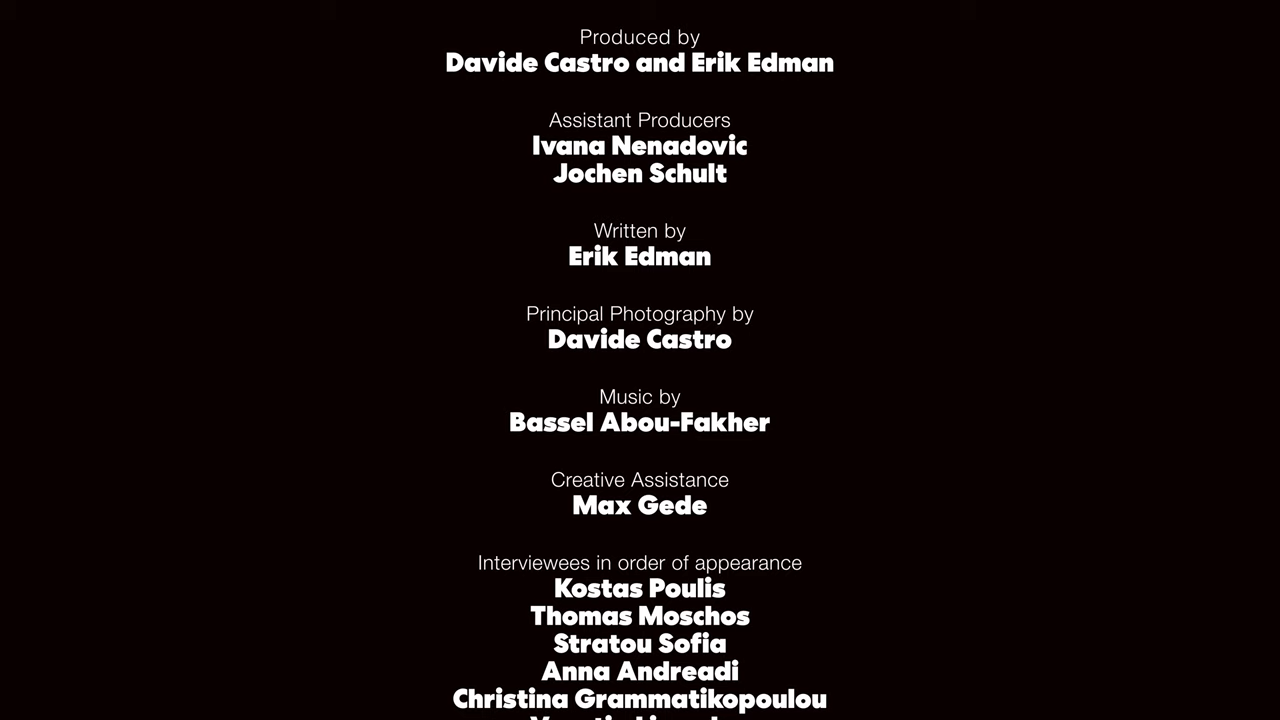 Produced by
Davide Castro and Erik Edman
Assistant Producers
Ivana Nenadovic
Jochen Schult
Written by
Erik Edman
Principal Photography by
Davide Castro
Music by
Bassel Abou-Fakher
Creative Assistance
Max Gede
Interviewees in order of appearance
Kostas Poulis
Thomas Moschos
Stratou Sofia
Anna Andreadi
Christina Grammatikopoulou